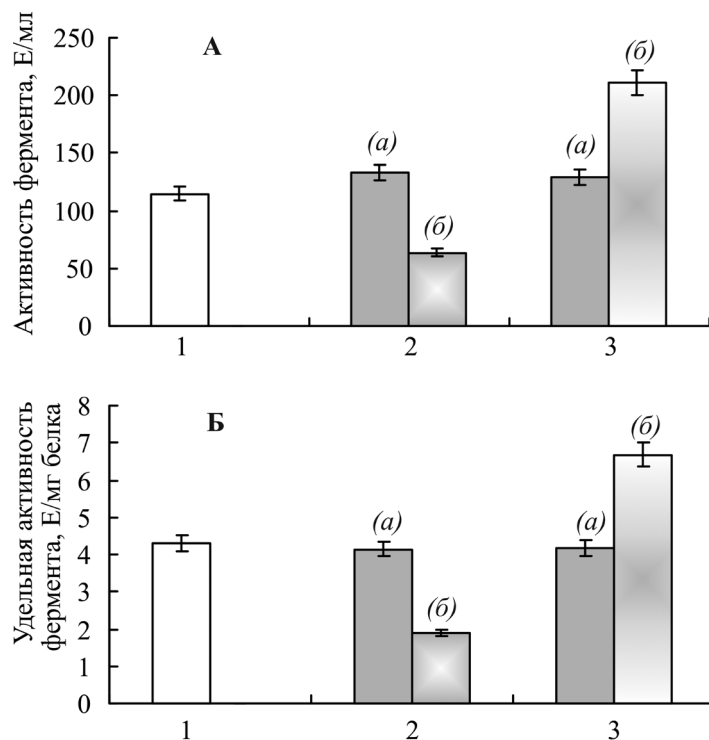 А
Активность фермента, Е/мл
250
200
150
100
50
0
(а)
(б)
(а)
(б)
1
2
3
Б
Удельная активность
фермента, Е/мг белка
8
7
6
5
4
3
2
1
0
(а)
(б)
(а)
(б)
1
2
3